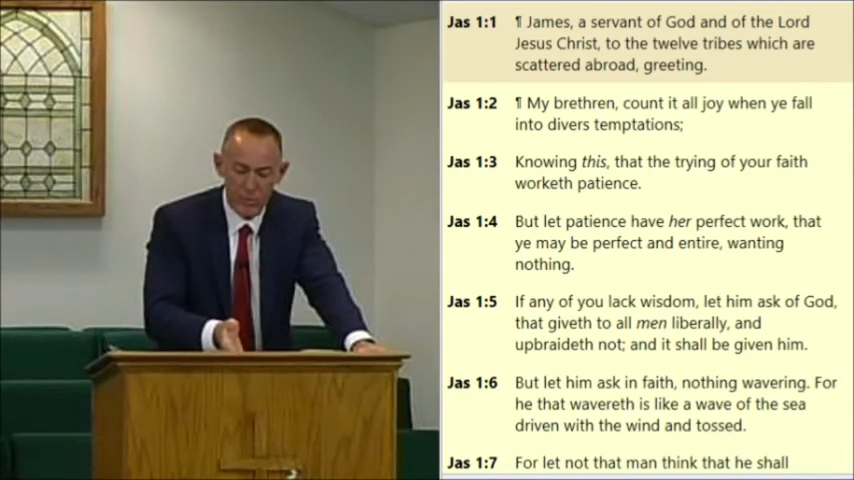 Jas 1:1 ¶ James, a servant of God and of the Lord
Jesus Christ, to the twelve tribes which are
scattered abroad, greeting.
Jas 1:2 ¶ My brethren, count it all joy when ye fall
into divers temptations;
Jas 1:3 Knowing this, that the trying of your faith
worketh patience.
Jas 1:4 But let patience have her perfect work, that
ye may be perfect and entire, wanting
nothing.
Jas 1:5 If any of you lack wisdom, let him ask of God,
that giveth to all men liberally, and
upbraideth not; and it shall be given him.
Jas 1:6 But let him ask in faith, nothing wavering. For
he that wavereth is like a wave of the sea
driven with the wind and tossed.
Jas 1:7 For let not that man think that he shall